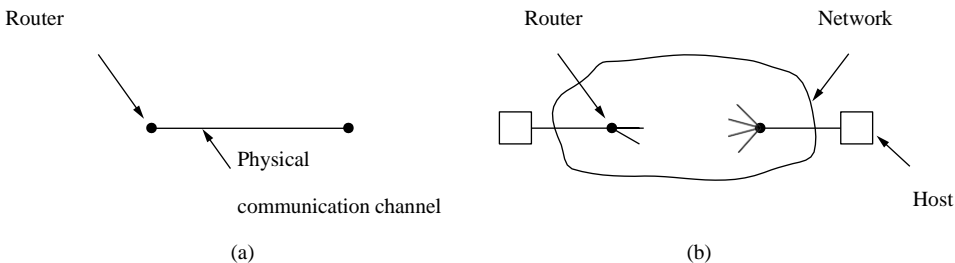 Router
Physical
communication channel
(a)
Router
Network
Host
(b)